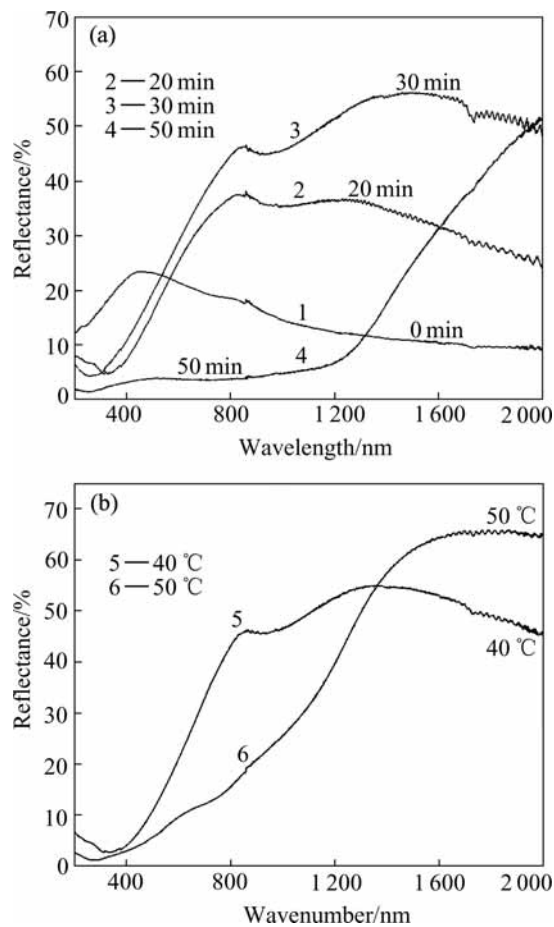 (a)
2 — 20 min
3 — 30 min
4 — 50 min
30 min
3
2
20 min
1
0 min
50 min
4
70
60
50
40
30
20
10
0
Reflectance/%
400 800 1 200 1 600 2 000
Wavelength/nm
(b)
5 — 40 ℃
6 — 50 ℃
50 ℃
5
40 ℃
6
70
60
50
40
30
20
10
0
Reflectance/%
400 800 1 200 1 600 2 000
Wavenumber/nm